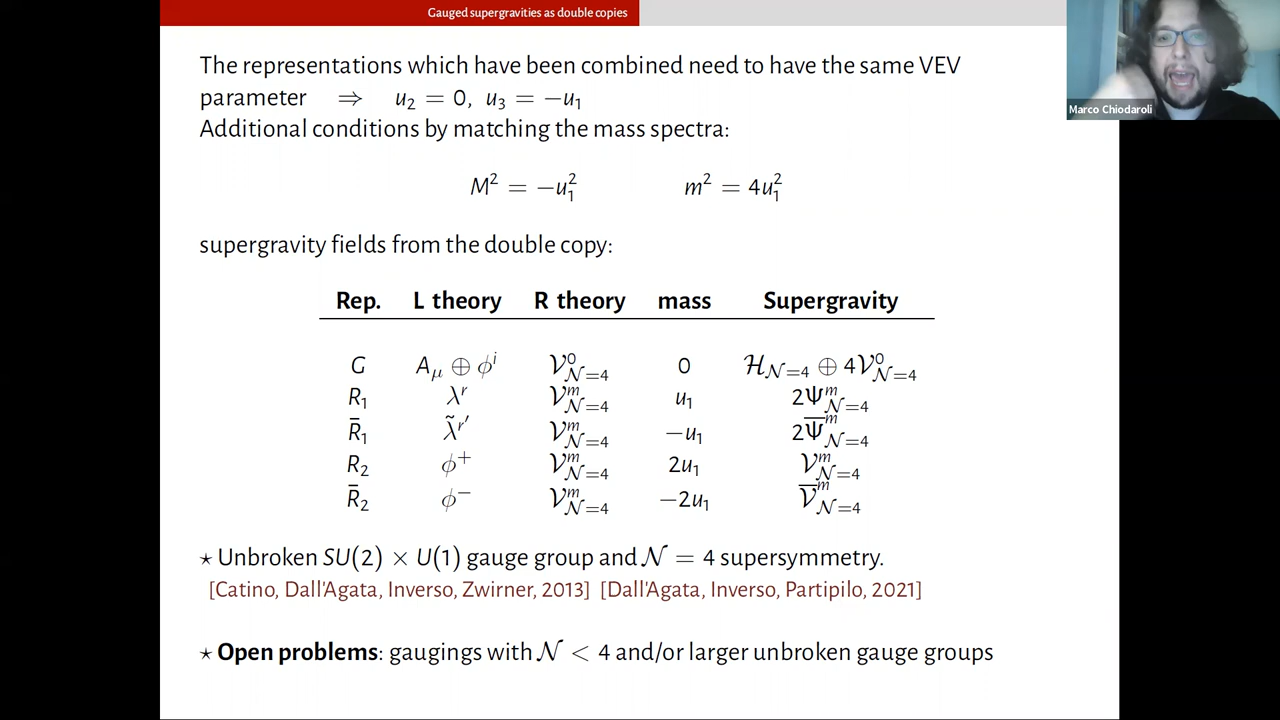 Gauged supergravities as double copies
Marco Chiodaroli
The representations which have been combined need to have the same VEV
parameter ⇒ u₂ = 0, u₃ = −u₁
Additional conditions by matching the mass spectra:
M² = −u₁² m² = 4u₁²
supergravity fields from the double copy:
Rep. L theory R theory mass Supergravity
G A_μ ⊕ ϕ^i 𝒱^0_{𝒩=4} 0 ℋ_{𝒩=4} ⊕ 4𝒱^0_{𝒩=4}
R₁ λ^r 𝒱^m_{𝒩=4} u₁ 2Ψ^m_{𝒩=4}
R̄₁ λ̃^{r′} 𝒱^m_{𝒩=4} −u₁ 2Ψ̄^m_{𝒩=4}
R₂ ϕ⁺ 𝒱^m_{𝒩=4} 2u₁ 𝒱^m_{𝒩=4}
R̄₂ ϕ⁻ 𝒱^m_{𝒩=4} −2u₁ 𝒱̄^m_{𝒩=4}
⋆ Unbroken SU(2) × U(1) gauge group and 𝒩 = 4 supersymmetry.
[Catino, Dall'Agata, Inverso, Zwirner, 2013] [Dall'Agata, Inverso, Partipilo, 2021]
⋆ Open problems: gaugings with 𝒩 < 4 and/or larger unbroken gauge groups